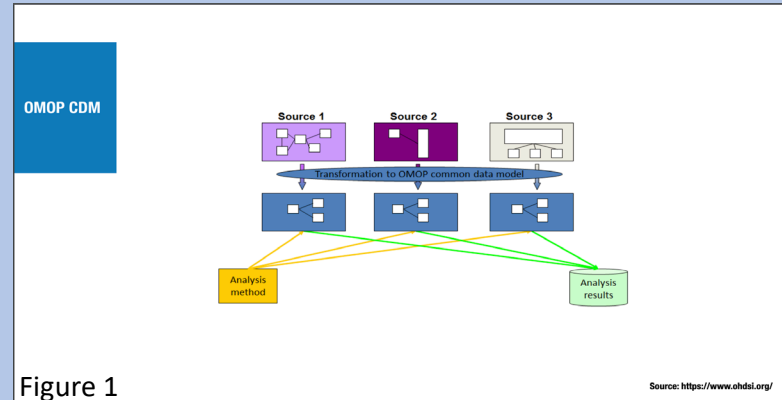 OMOP CDM
Source 1
Source 2
Source 3
Transformation to OMOP common data model
Analysis
method
Analysis
results
Figure 1
Source: https://www.ohdsi.org/